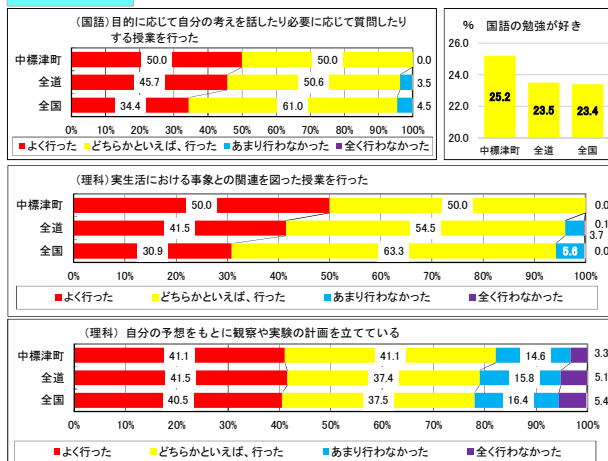 （国語）目的に応じて自分の考えを話したり必要に応じて質問したり
する授業を行った
中標津町 50.0 50.0 0.0
全道 45.7 50.6 3.5
全国 34.4 61.0 4.5
0% 10% 20% 30% 40% 50% 60% 70% 80% 90% 100%
よく行った どちらかといえば、行った あまり行わなかった 全く行わなかった
% 国語の勉強が好き
26.0
24.0
22.0
20.0
25.2 23.5 23.4
中標津町 全道 全国
（理科）実生活における事象との関連を図った授業を行った
中標津町 50.0 50.0 0.0
全道 41.5 54.5 3.7 0.1
全国 30.9 63.3 5.6 0.0
0% 10% 20% 30% 40% 50% 60% 70% 80% 90% 100%
よく行った どちらかといえば、行った あまり行わなかった 全く行わなかった
（理科） 自分の予想をもとに観察や実験の計画を立てている
中標津町 41.1 41.1 14.6 3.3
全道 41.5 37.4 15.8 5.1
全国 40.5 37.5 16.4 5.4
0% 10% 20% 30% 40% 50% 60% 70% 80% 90% 100%
よく行った どちらかといえば、行った あまり行わなかった 全く行わなかった